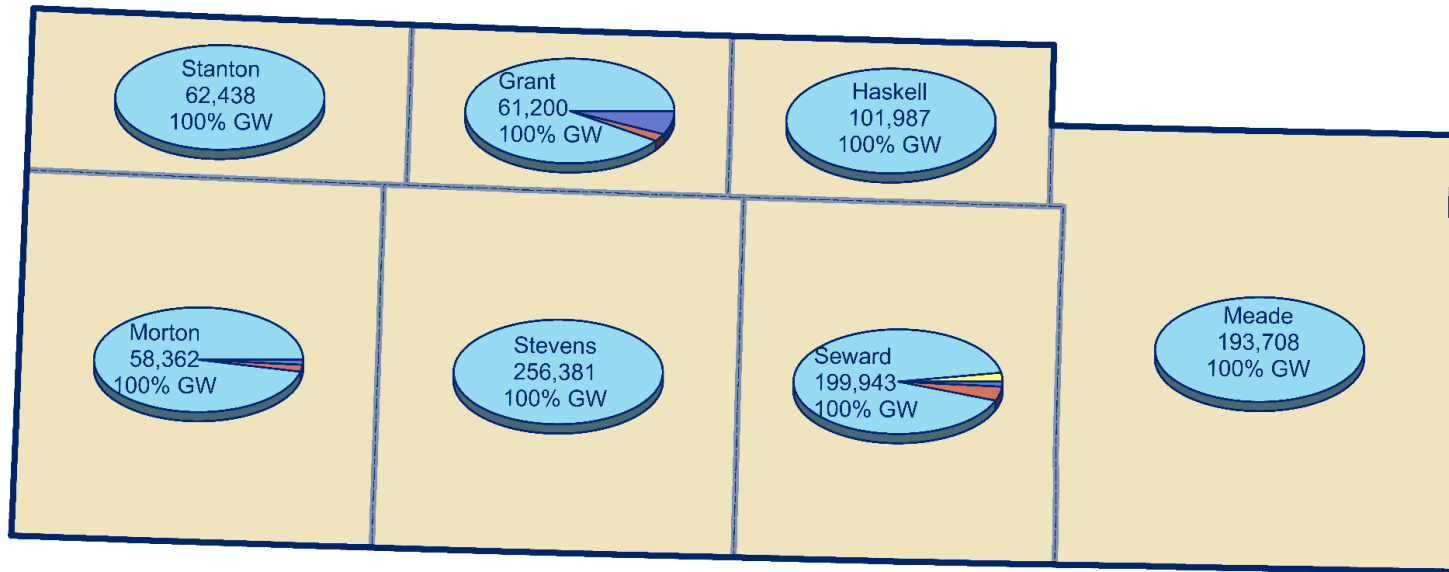 Stanton
62,438
100% GW
Grant
61,200
100% GW
Haskell
101,987
100% GW
Morton
58,362
100% GW
Stevens
256,381
100% GW
Seward
199,943
100% GW
Meade
193,708
100% GW